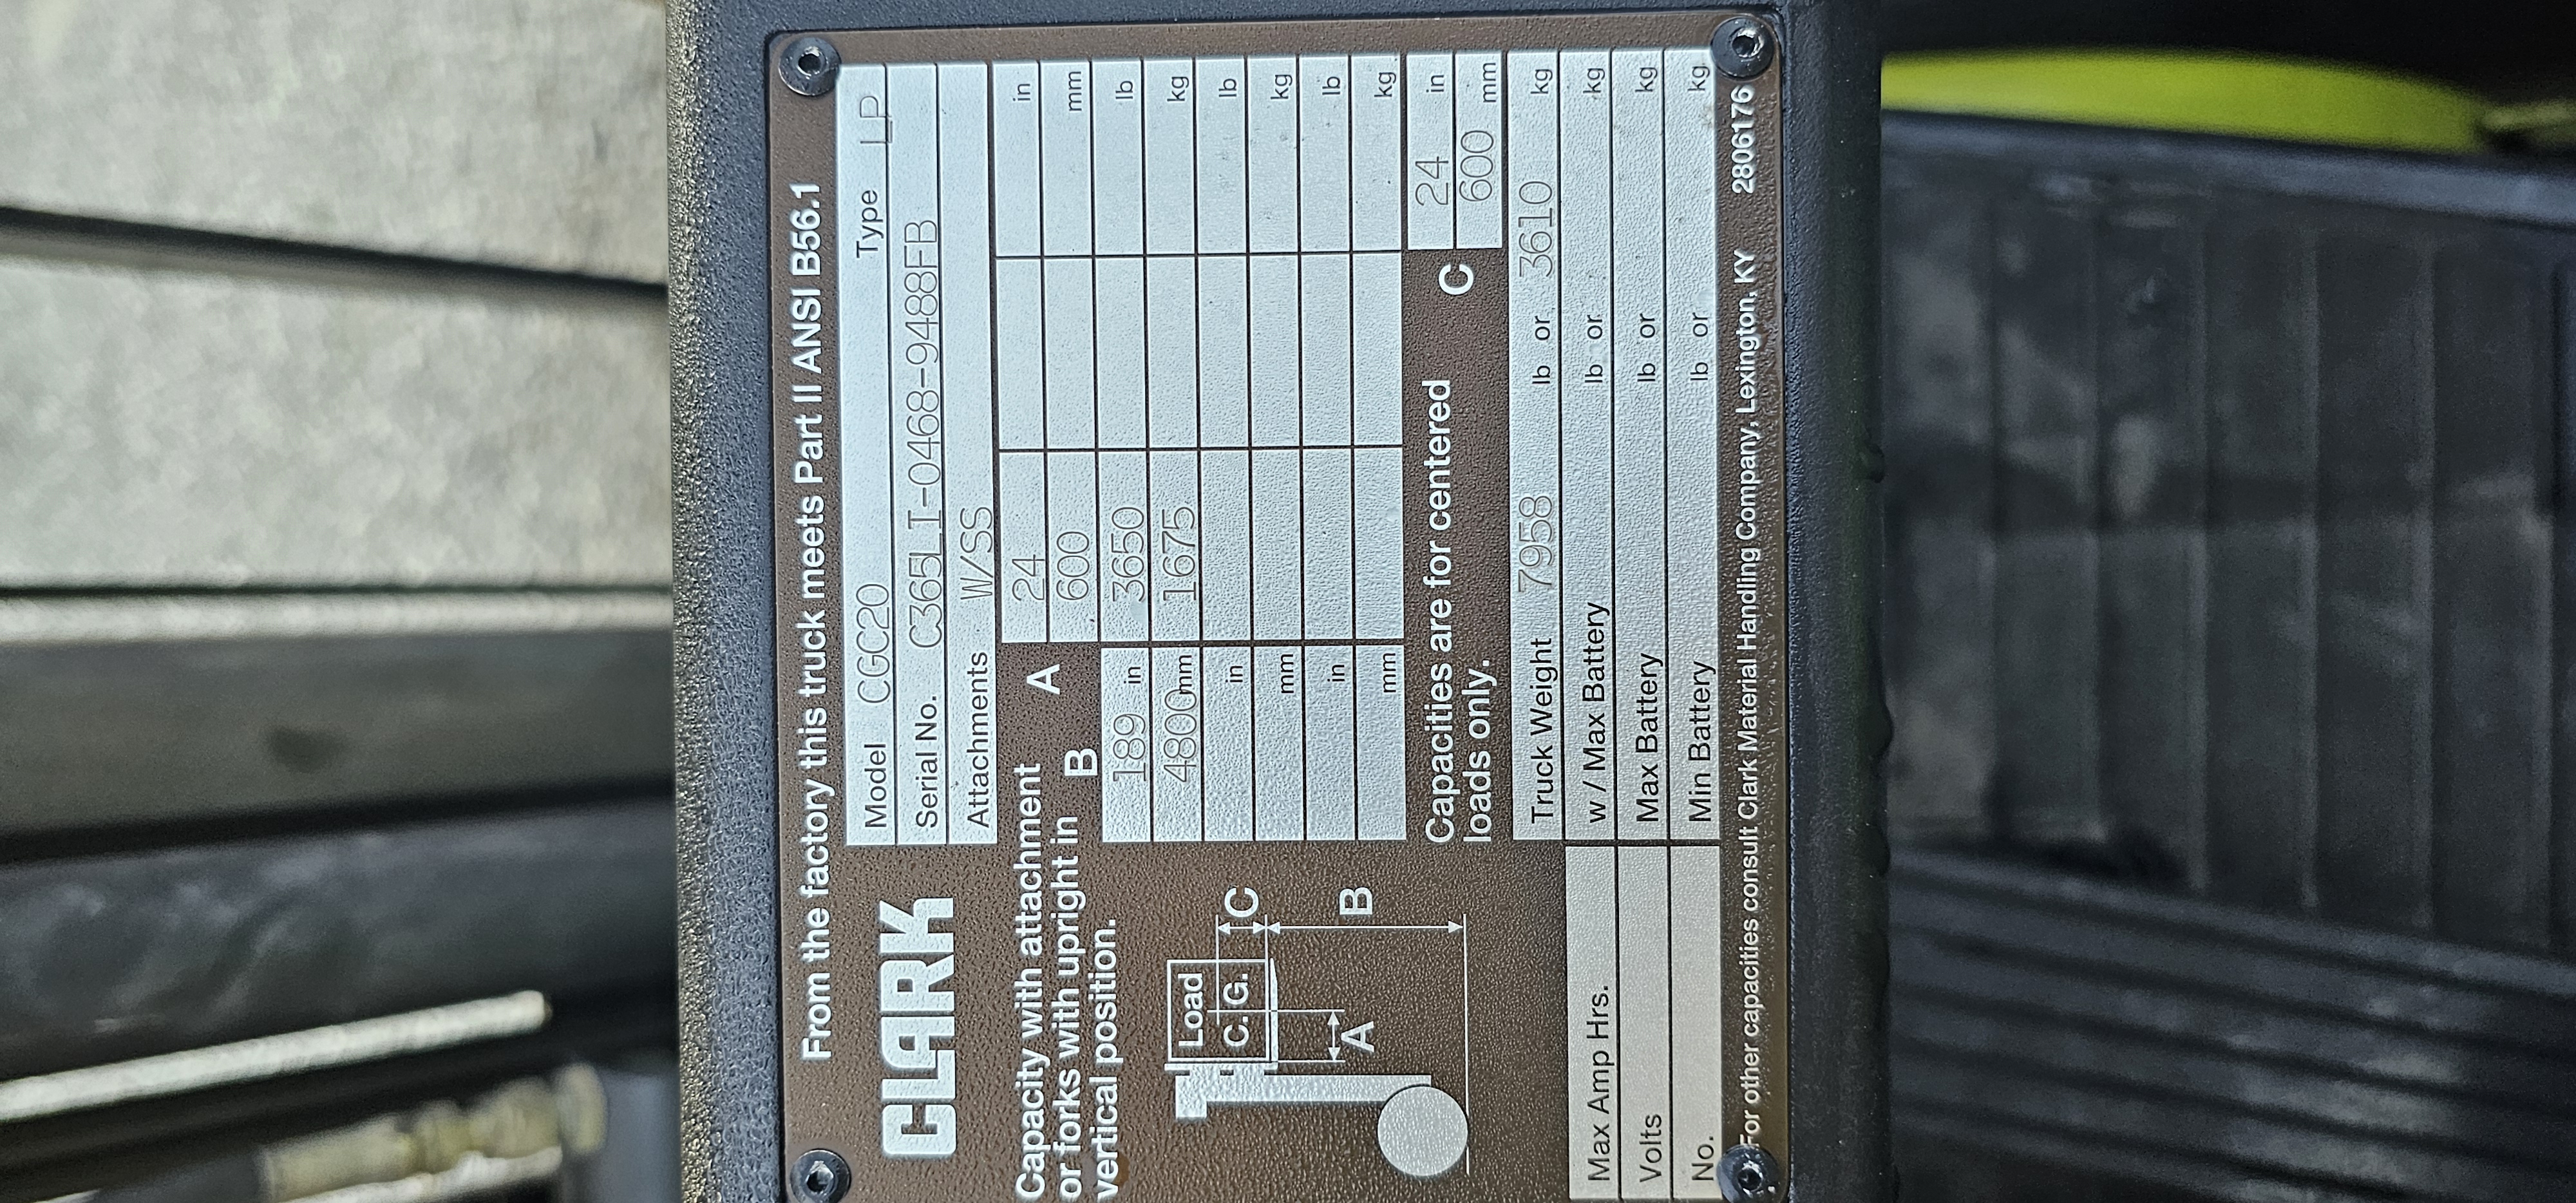 From the factory this truck meets Part II ANSI B56.1
CLARK
Model CGC20 Type LP
Serial No. C365LI-0468-9488FB
Attachments W/SS
Capacity with attachment
or forks with upright in
vertical position.
A 24 in
600 mm
B
189 in 3650 lb
4800mm 1675 kg
in lb
mm kg
in lb
mm kg
Load
C.G.
A
C
B
Capacities are for centered
loads only.
C 24 in
600 mm
Truck Weight 7958 lb or 3610 kg
w / Max Battery lb or kg
Max Amp Hrs.
Max Battery lb or kg
Volts
Min Battery lb or kg
No.
For other capacities consult Clark Material Handling Company, Lexington, KY 2806176